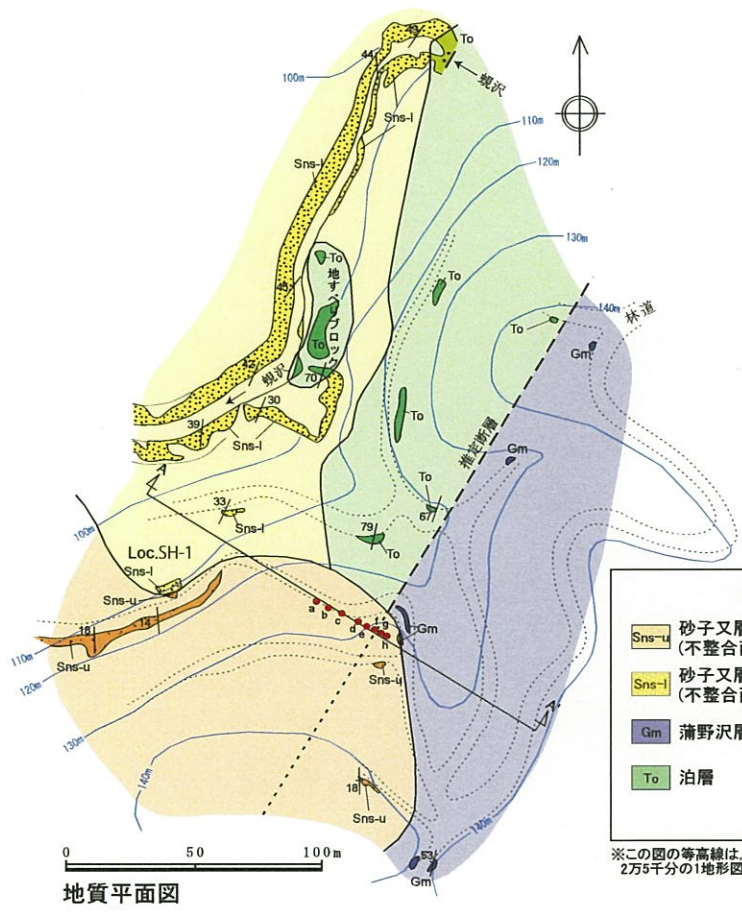 To
43
44
100m
蜆沢
Sns-l
110m
120m
Sns-l
130m
To
地すべりブロック
To
45
140m
林道
To
Gm
42
70
蜆沢
30
39
Sns-l
To
推定断層
Gm
A
To
33
67
100m
Sns-l
79
To
Loc.SH-1
Sns-l
Sns-u
a
b
c
d
e
f
g
h
Gm
16
14
110m
Sns-u
120m
Sns-u
130m
A'
140m
18
Sns-u
140m
53
Gm
Sns-u 砂子又層
(不整合
Sns-l 砂子又層
(不整合
Gm 蒲野沢層
To 泊層
0 50 100m
地質平面図
※この図の等高線は、
2万5千分の1地形図